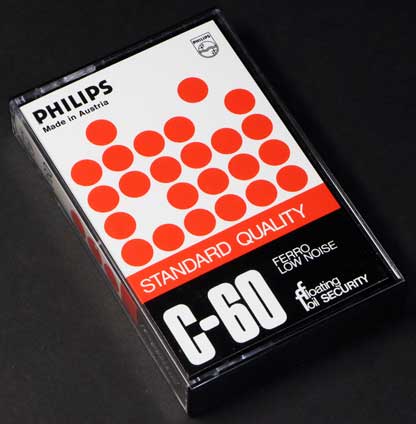 PHILIPS
Made in Austria
PHILIPS
STANDARD QUALITY
C-60
FERRO
LOW NOISE
floating
foil SECURITY